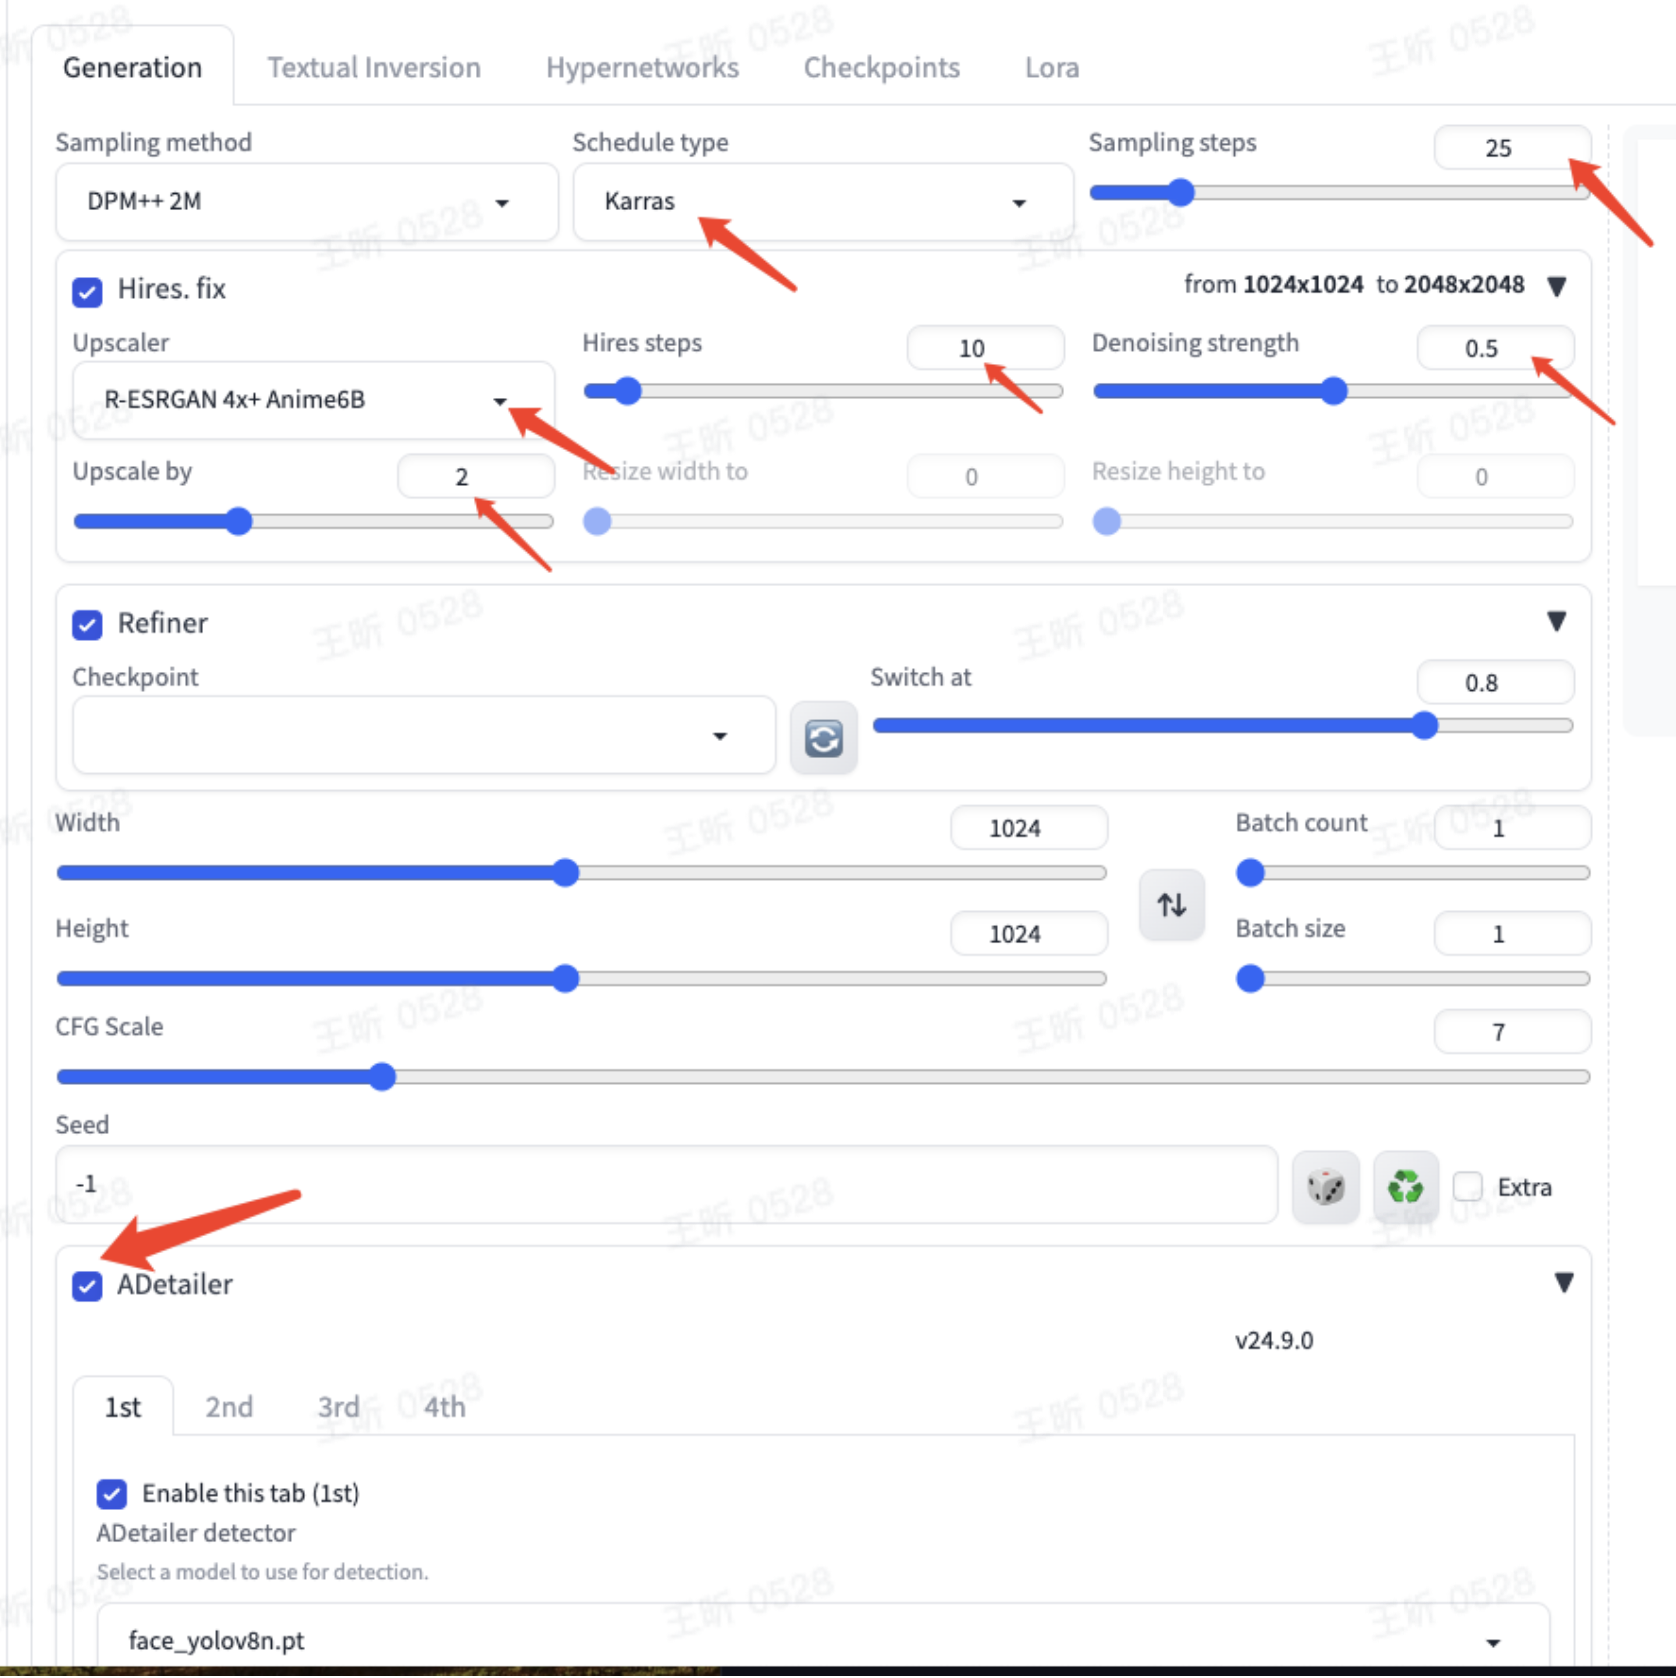 Generation Textual Inversion Hypernetworks Checkpoints Lora
Sampling method Schedule type Sampling steps 25
DPM++ 2M Karras
Hires. fix from 1024x1024 to 2048x2048
Upscaler Hires steps 10 Denoising strength 0.5
R-ESRGAN 4x+ Anime6B
Upscale by 2 Resize width to 0 Resize height to 0
Refiner
Checkpoint Switch at 0.8
Width 1024 Batch count 1
Height 1024 Batch size 1
CFG Scale 7
Seed
-1 Extra
ADetailer
v24.9.0
1st 2nd 3rd 4th
Enable this tab (1st)
ADetailer detector
Select a model to use for detection.
face_yolov8n.pt
王昕 0528